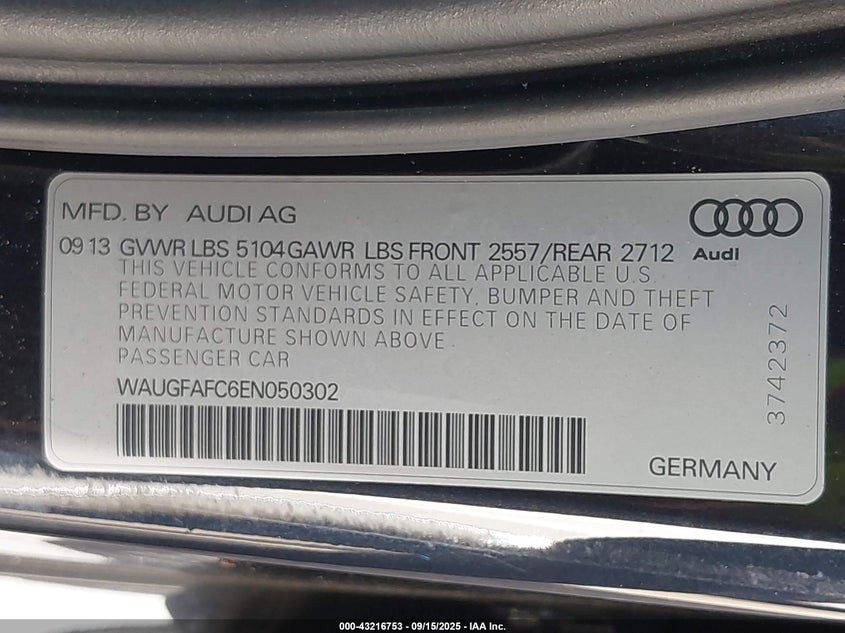 MFD. BY AUDI AG
09 13 GVWR LBS 5104 GAWR LBS FRONT 2557/REAR 2712
Audi
THIS VEHICLE CONFORMS TO ALL APPLICABLE U.S.
FEDERAL MOTOR VEHICLE SAFETY, BUMPER AND THEFT
PREVENTION STANDARDS IN EFFECT ON THE DATE OF
MANUFACTURE SHOWN ABOVE
PASSENGER CAR
WAUGFAFC6EN050302
3742372
GERMANY
000-43216753 - 09/15/2025 - IAA Inc.